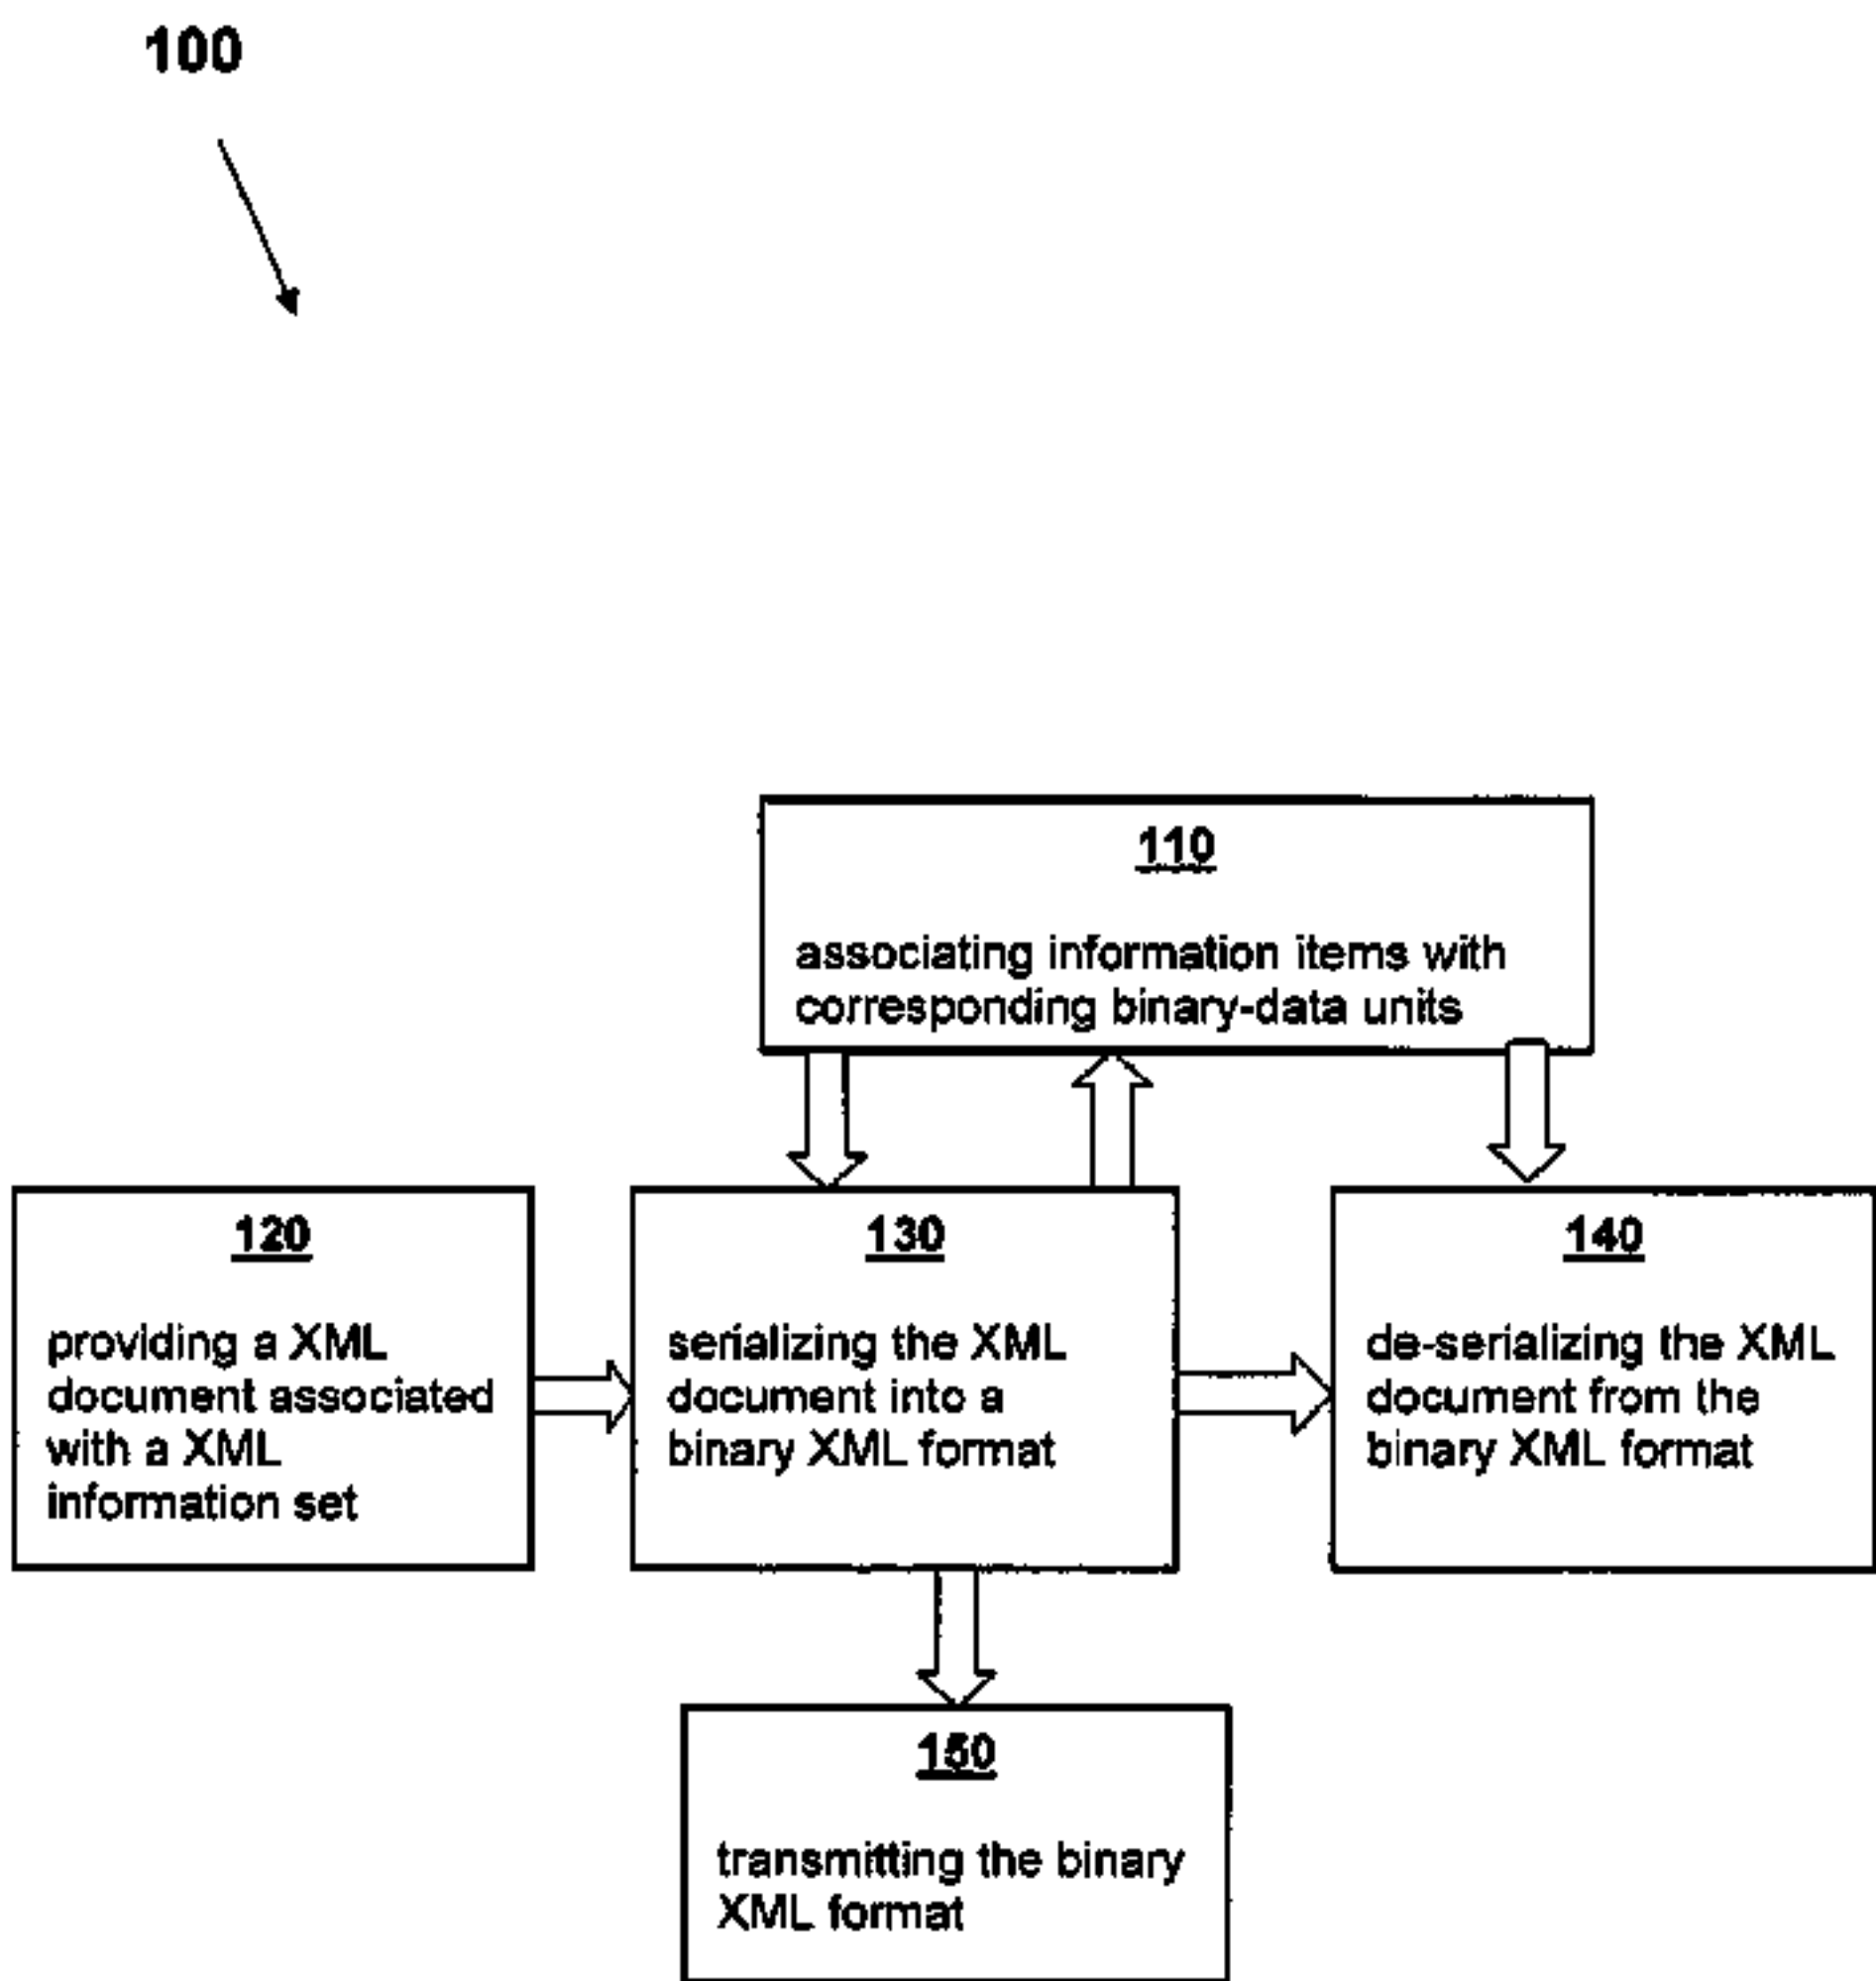 100
110
associating information items with
corresponding binary-data units
120
providing a XML
document associated
with a XML
information set
130
serializing the XML
document into a
binary XML format
140
de-serializing the XML
document from the
binary XML format
150
transmitting the binary
XML format